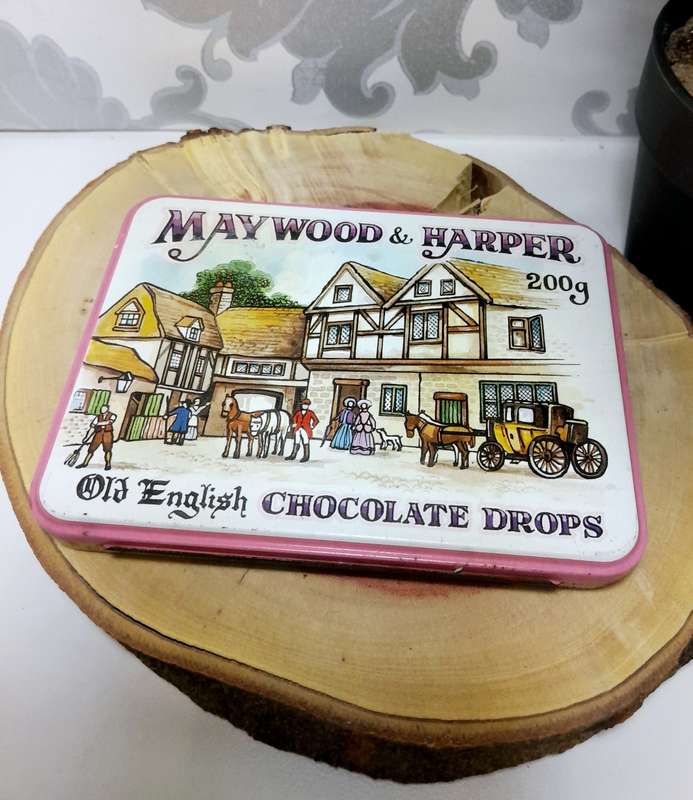 MAYWOOD & HARPER
200g
Old English CHOCOLATE DROPS